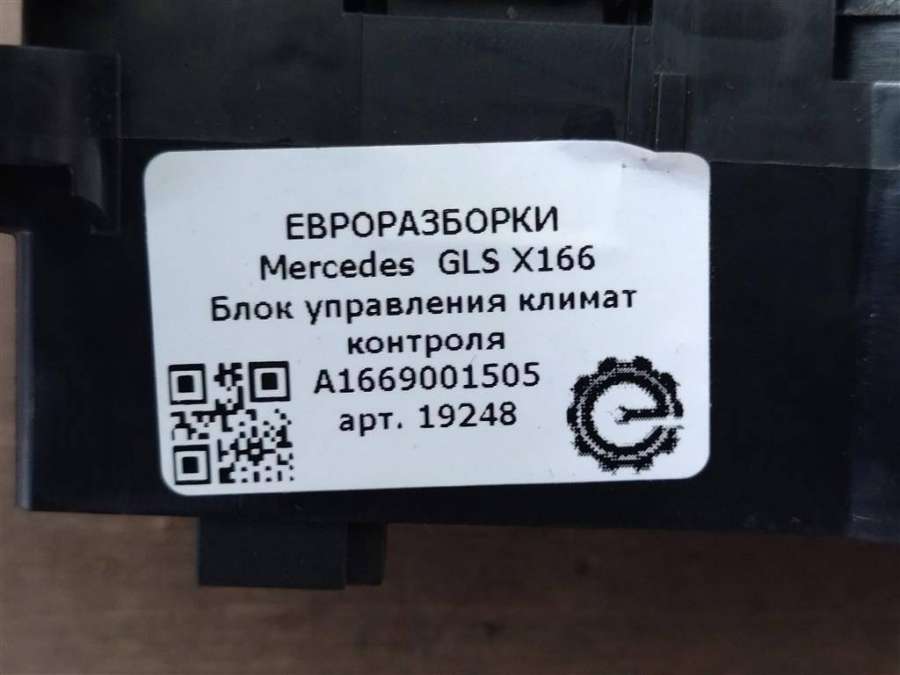 ЕВРОРАЗБОРКИ
Mercedes GLS X166
Блок управления климат
контроля
A1669001505
арт. 19248